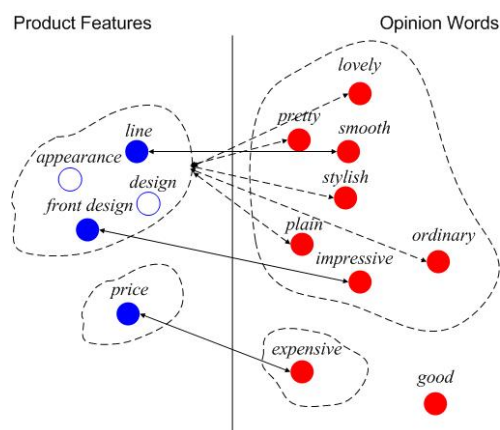 Product Features
Opinion Words
lovely
pretty
line
smooth
appearance
design
stylish
front design
plain
ordinary
impressive
price
expensive
good